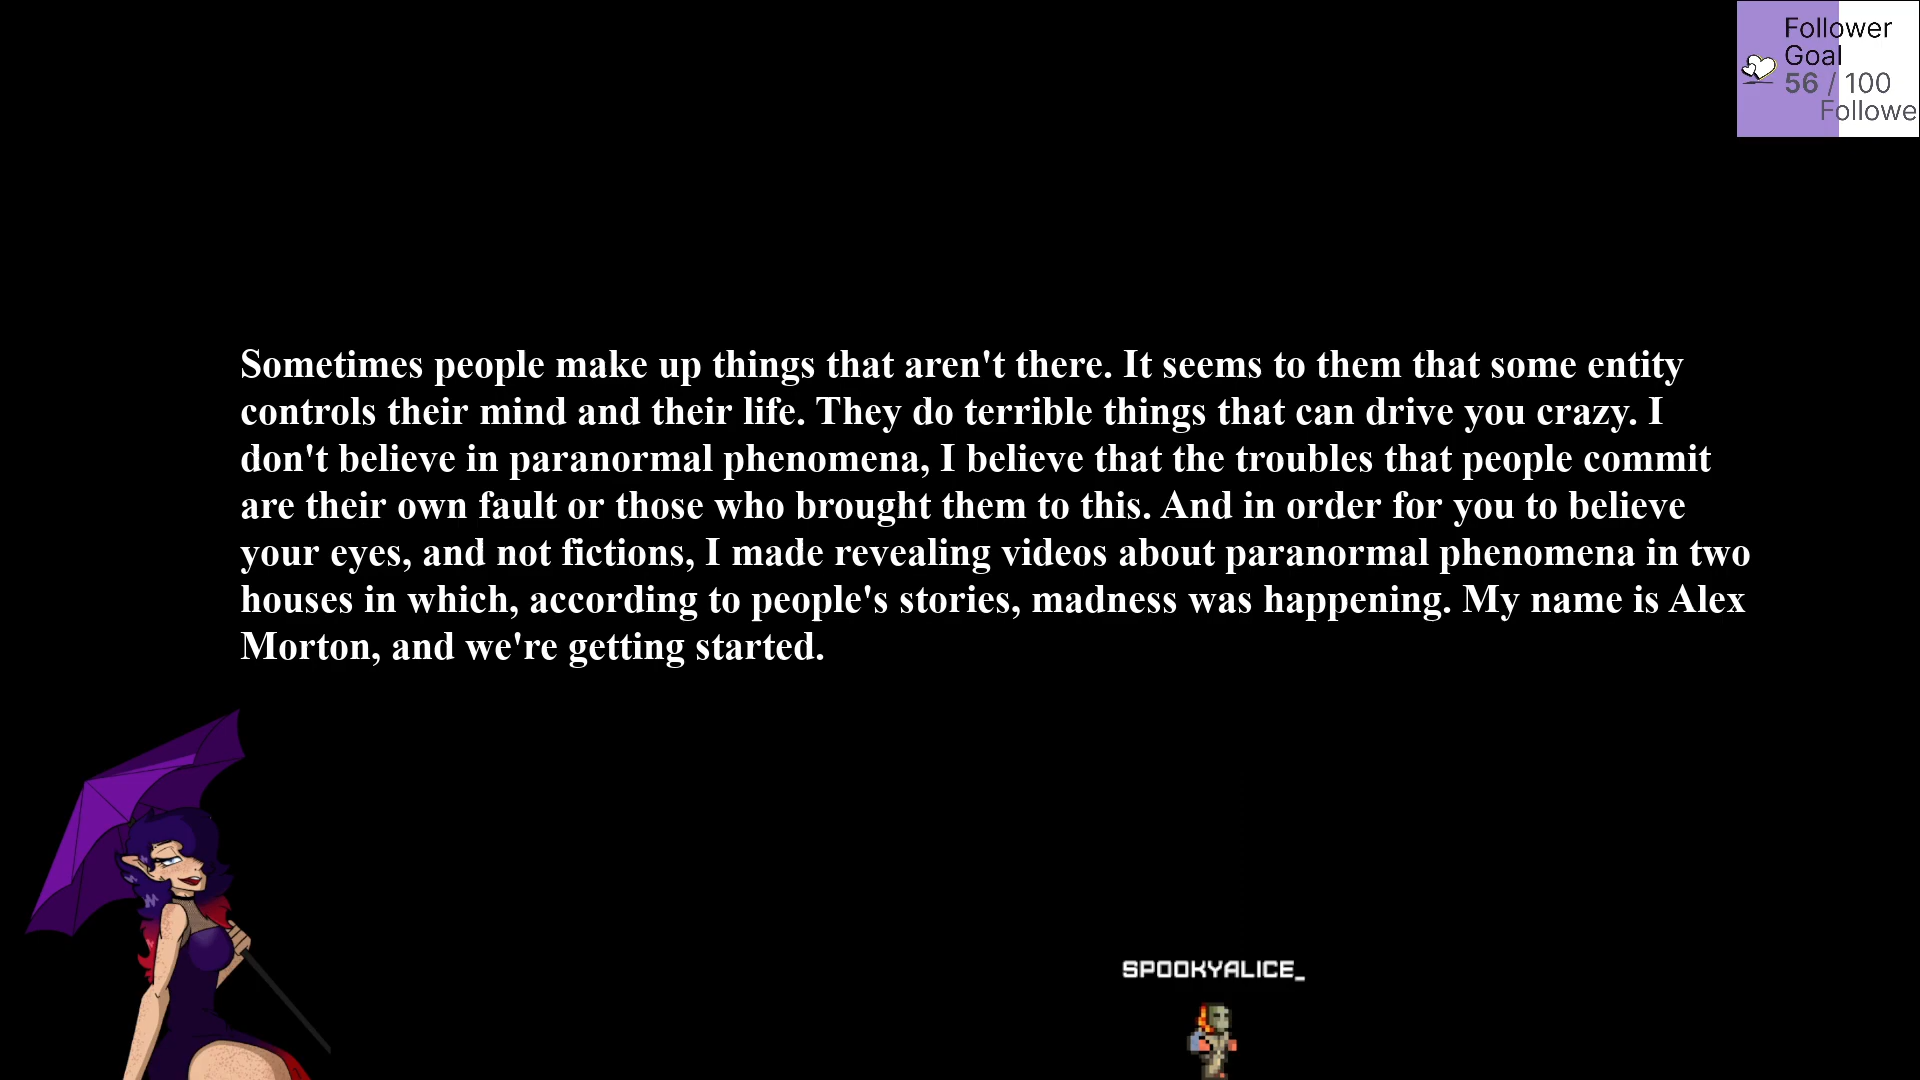 Follower
Goal
56 / 100
Followe
Sometimes people make up things that aren't there. It seems to them that some entity
controls their mind and their life. They do terrible things that can drive you crazy. I
don't believe in paranormal phenomena, I believe that the troubles that people commit
are their own fault or those who brought them to this. And in order for you to believe
your eyes, and not fictions, I made revealing videos about paranormal phenomena in two
houses in which, according to people's stories, madness was happening. My name is Alex
Morton, and we're getting started.
SPOOKYALICE_